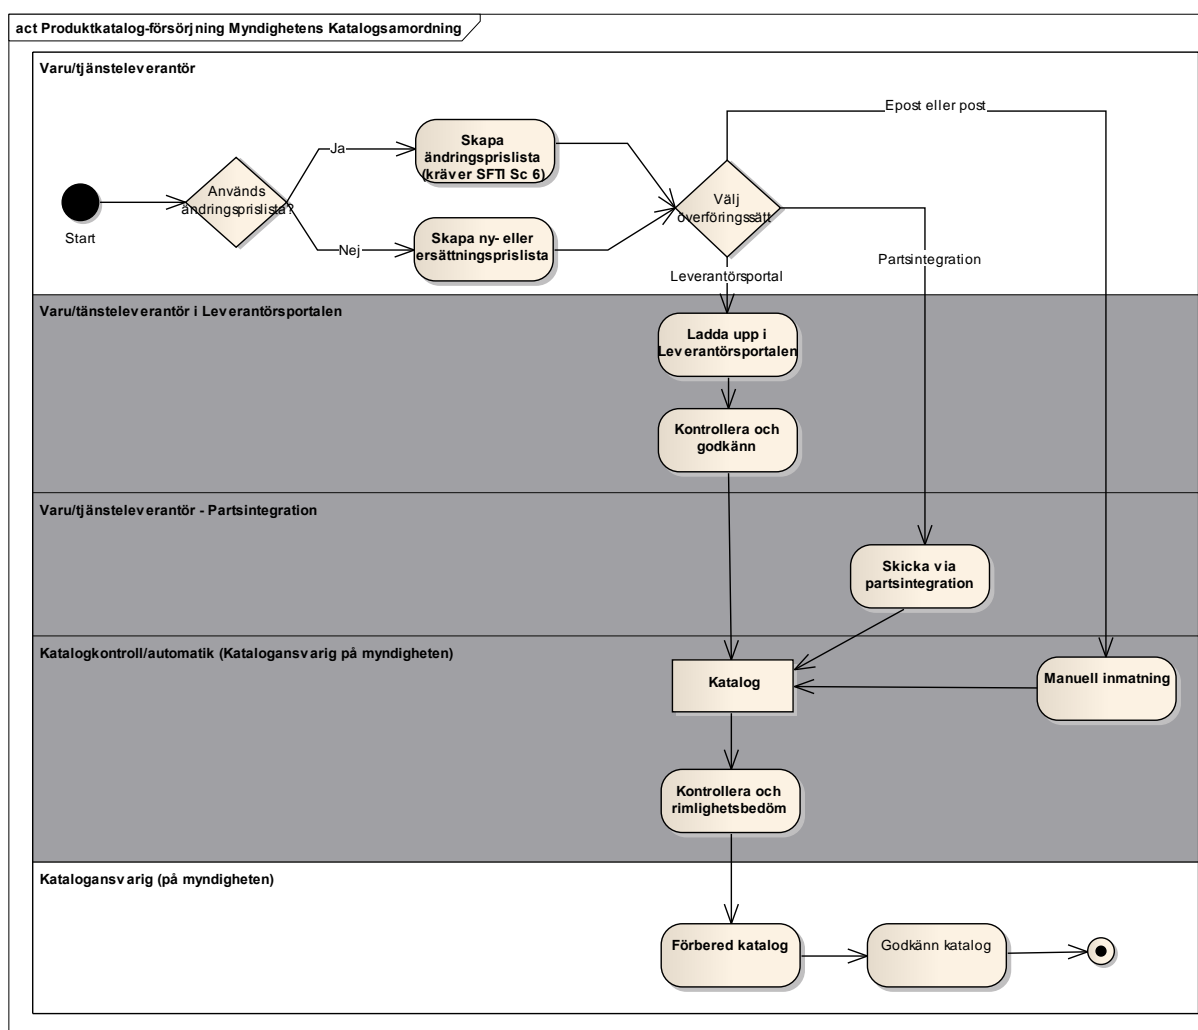 act Produktkatalog-försörjning Myndighetens Katalogsamordning
Varu/tjänsteleverantör
Epost eller post
Ja
Skapa
ändringsprislista
(kräver SFTI Sc 6)
Används
ändringsprislista?
Välj
överföringssätt
Start
Nej
Skapa ny- eller
ersättningsprislista
Partsintegration
Leverantörsportal
Varu/tänsteleverantör i Leverantörsportalen
Ladda upp i
Leverantörsportalen
Kontrollera och
godkänn
Varu/tjänsteleverantör - Partsintegration
Skicka via
partsintegration
Katalogkontroll/automatik (Katalogansvarig på myndigheten)
Katalog
Manuell inmatning
Kontrollera och
rimlighetsbedöm
Katalogansvarig (på myndigheten)
Förbered katalog
Godkänn katalog